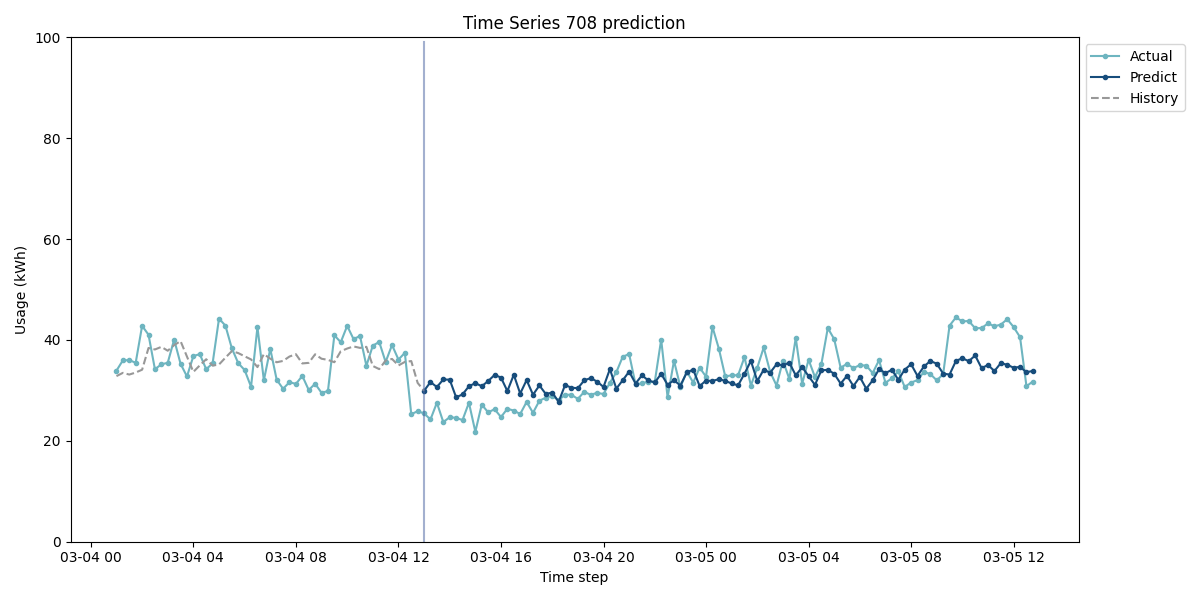 Time Series 708 prediction
100
80
60
40
20
0
Usage (kWh)
03-04 00
03-04 04
03-04 08
03-04 12
03-04 16
03-04 20
03-05 00
03-05 04
03-05 08
03-05 12
Time step
Actual
Predict
History